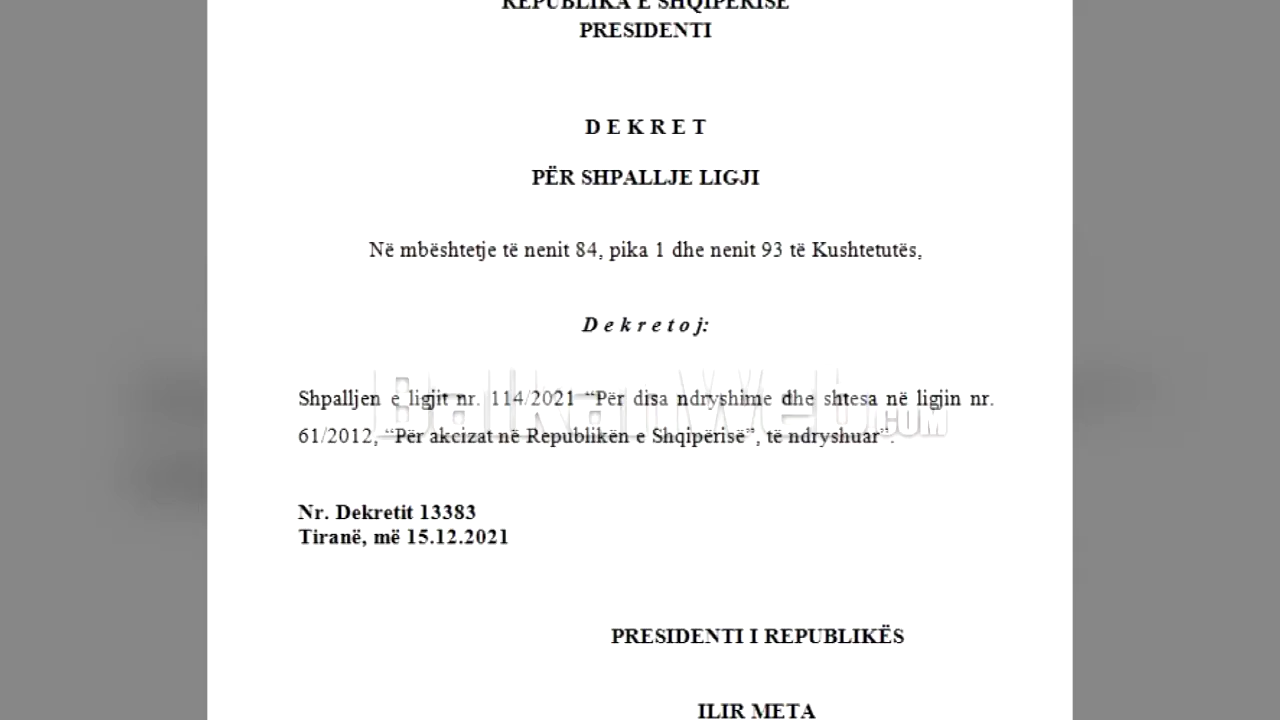 REPUBLIKA E SHQIPËRISË
PRESIDENTI
D E K R E T
PËR SHPALLJE LIGJI
Në mbështetje të nenit 84, pika 1 dhe nenit 93 të Kushtetutës,
D e k r e t o j:
Shpalljen e ligjit nr. 114/2021 “Për disa ndryshime dhe shtesa në ligjin nr.
61/2012, “Për akcizat në Republikën e Shqipërisë”, të ndryshuar”.
BalkanWeb.COM
Nr. Dekretit 13383
Tiranë, më 15.12.2021
PRESIDENTI I REPUBLIKËS
ILIR META